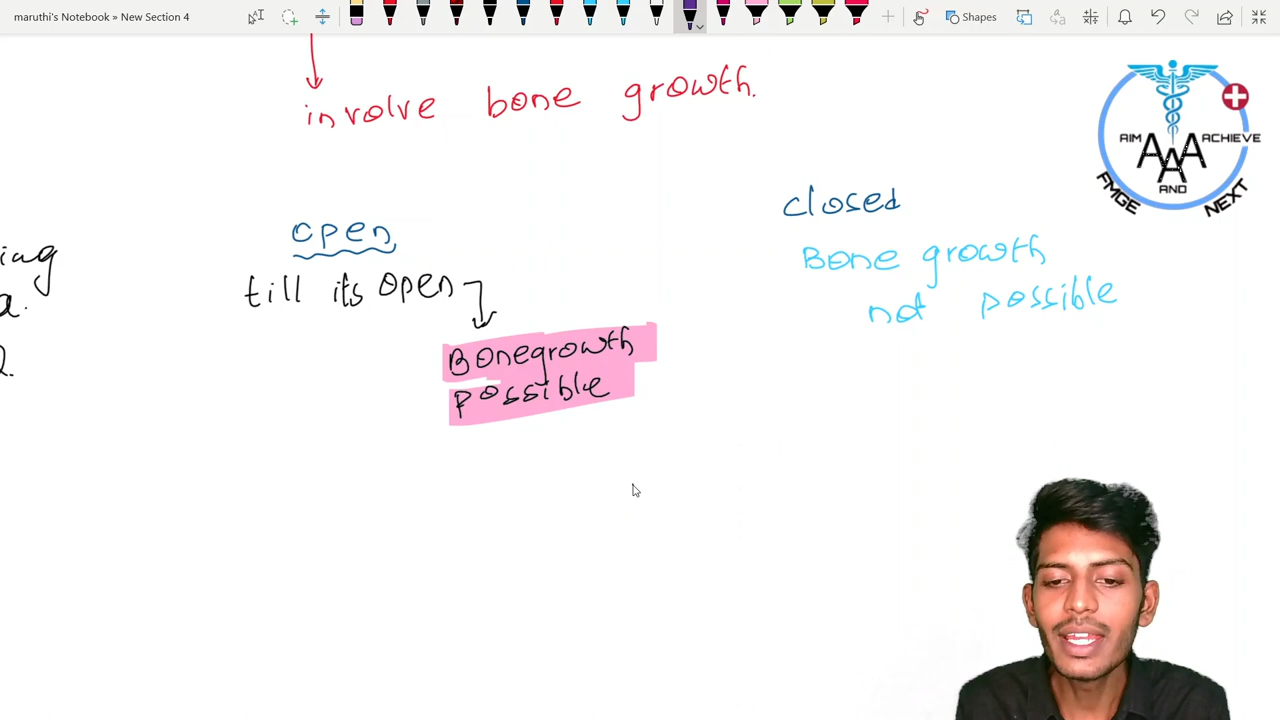 maruthi's Notebook » New Section 4
Shapes
involve bone growth.
AIM ACHIEVE
AAA
AND
FMGE NEXT
open
closed
till its open
Bone growth
not possible
Bonegrowth
possible